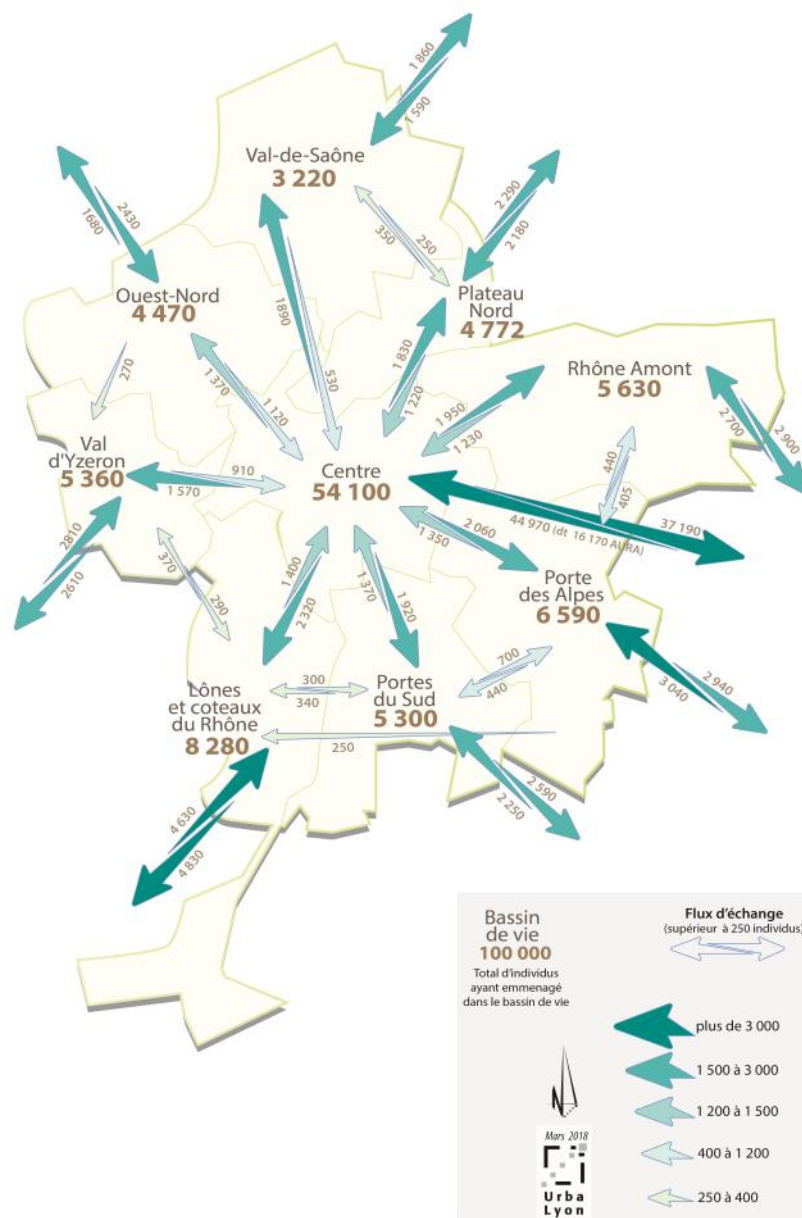 1 860
1 590
Val-de-Saône
3 220
2430
1680
2 290
2 180
250
350
Ouest-Nord
4 470
Plateau
Nord
4 772
1890
530
1 830
1 220
270
1 370
1 120
Rhône Amont
5 630
1 950
1 230
2 700
2 900
Val
d'Yzeron
5 360
910
1 570
Centre
54 100
440
405
44 970 (dt 16 170 AURA)
37 190
2 060
1 350
2810
2610
370
290
1 400
2 320
1 370
1 920
Porte
des Alpes
6 590
700
440
3 040
2 940
Lônes
et coteaux
du Rhône
8 280
300
340
Portes
du Sud
5 300
250
2 590
2 250
4 630
4 830
Bassin
de vie
100 000
Total d'individus
ayant emmenagé
dans le bassin de vie
Flux d'échange
(supérieur à 250 individus)
plus de 3 000
1 500 à 3 000
1 200 à 1 500
400 à 1 200
250 à 400
Mars 2018
Urba
Lyon